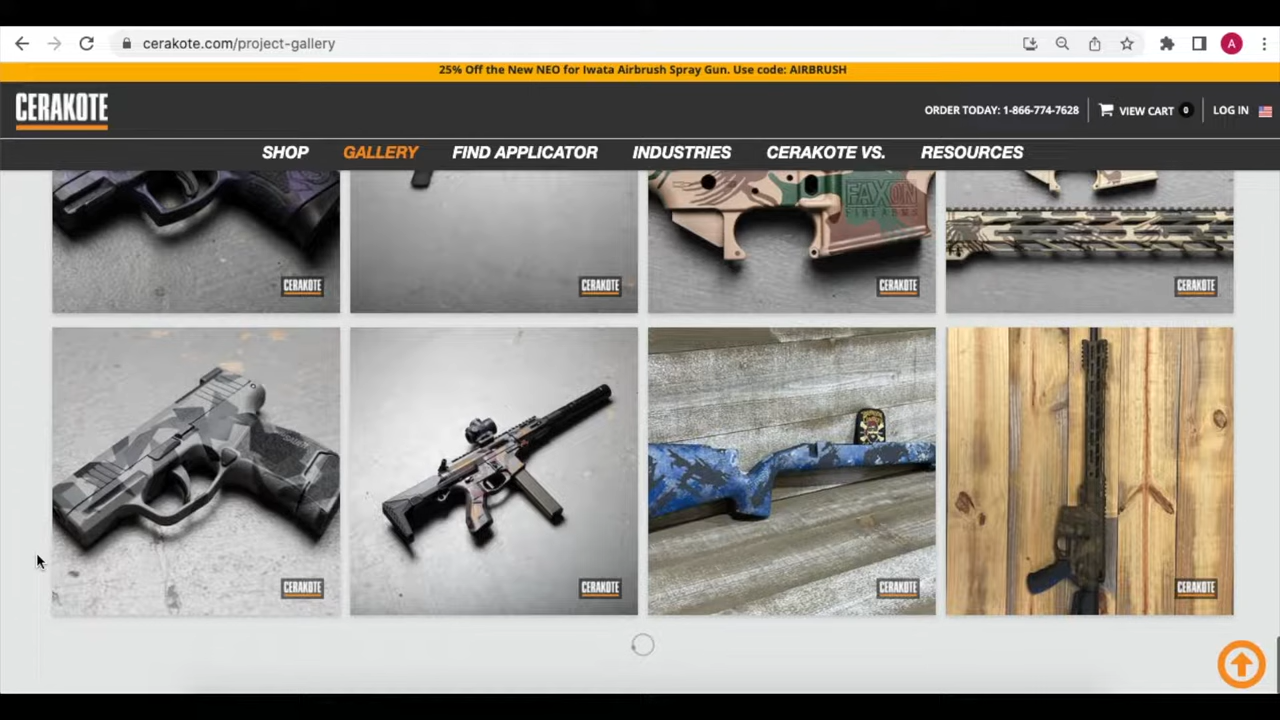 cerakote.com/project-gallery
A
25% Off the New NEO for Iwata Airbrush Spray Gun. Use code: AIRBRUSH
CERAKOTE
ORDER TODAY: 1-866-774-7628
VIEW CART 0
LOG IN
SHOP GALLERY FIND APPLICATOR INDUSTRIES CERAKOTE VS. RESOURCES
FAXON
FIREARMS
CERAKOTE
CERAKOTE
CERAKOTE
CERAKOTE
CERAKOTE
CERAKOTE
CERAKOTE
CERAKOTE